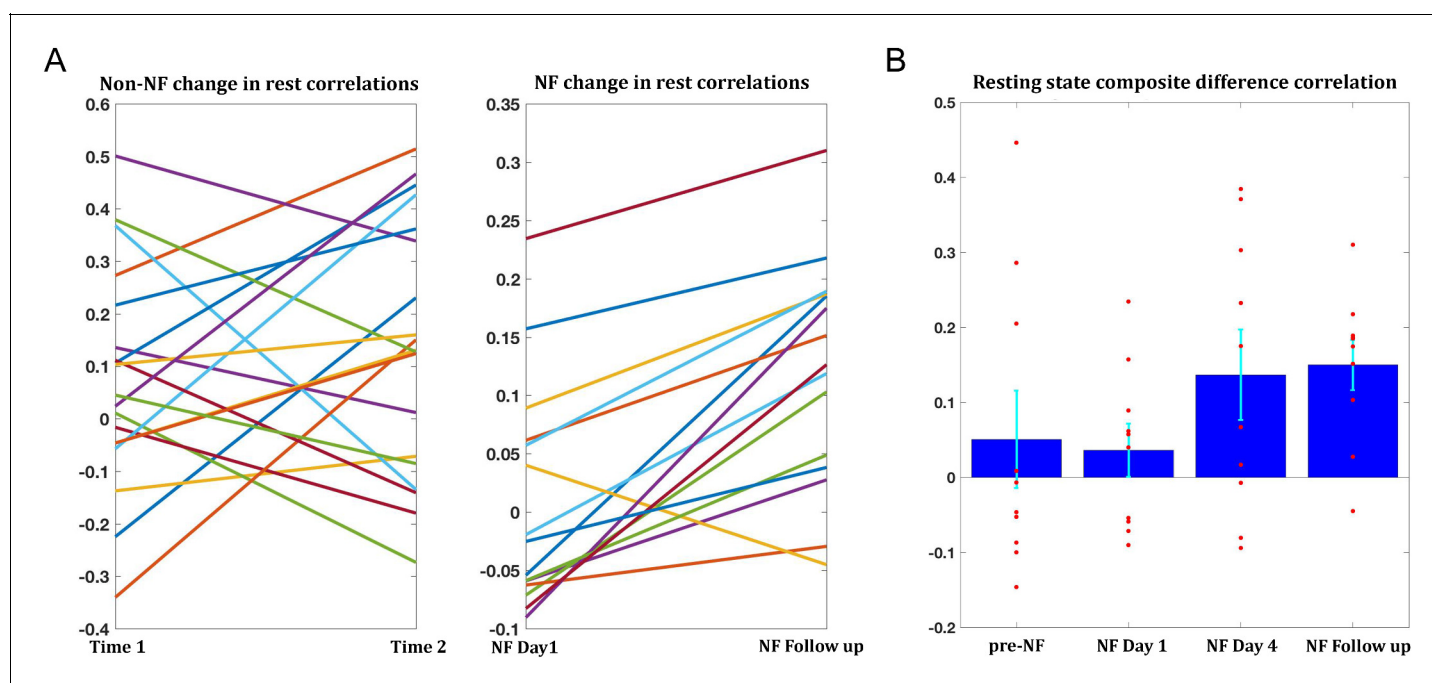 A
Non-NF change in rest correlations
0.6
0.5
0.4
0.3
0.2
0.1
0
-0.1
-0.2
-0.3
-0.4
Time 1
Time 2
NF change in rest correlations
0.35
0.3
0.25
0.2
0.15
0.1
0.05
0
-0.05
-0.1
NF Day1
NF Follow up
B
Resting state composite difference correlation
0.5
0.4
0.3
0.2
0.1
0
-0.1
-0.2
pre-NF
NF Day 1
NF Day 4
NF Follow up